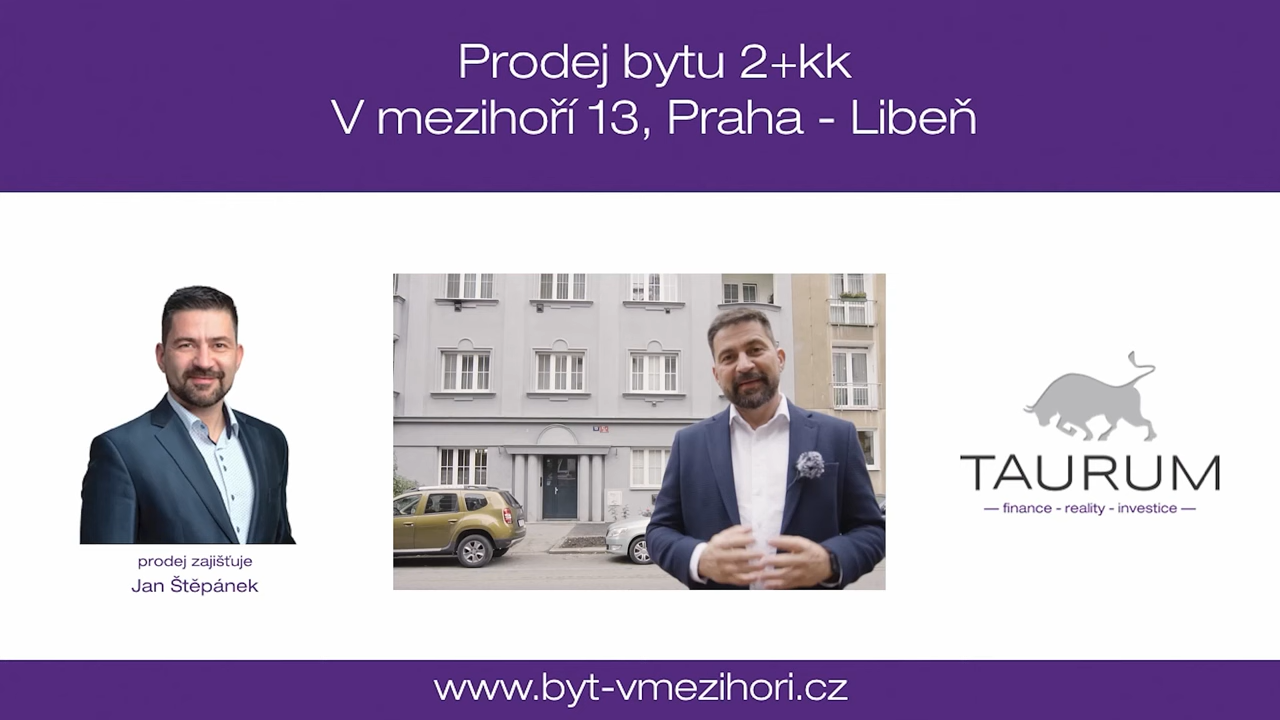 Prodej bytu 2+kk
V mezihoří 13, Praha - Libeň
prodej zajišťuje
Jan Štěpánek
TAURUM
— finance - reality - investice —
www.byt-vmezihori.cz